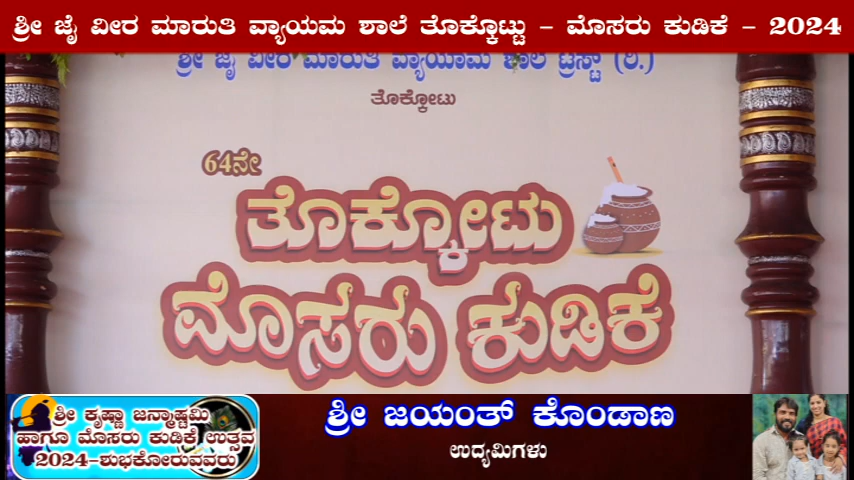 ಶ್ರೀ ಜೈ ವೀರ ಮಾರುತಿ ವ್ಯಾಯಮ ಶಾಲೆ ತೊಕ್ಕೊಟ್ಟು - ಮೊಸರು ಕುಡಿಕೆ - 2024
ಶ್ರೀ ಜೈ ವೀರ ಮಾರುತಿ ವ್ಯಾಯಾಮ ಶಾಲೆ ಟ್ರಸ್ಟ್ (ರಿ.)
ತೊಕ್ಕೋಟು
64ನೇ
ತೊಕ್ಕೋಟು
ಮೊಸರು ಕುಡಿಕೆ
ಶ್ರೀ ಕೃಷ್ಣಾ ಜನ್ಮಾಷ್ಟಮಿ
ಹಾಗೂ ಮೊಸರು ಕುಡಿಕೆ ಉತ್ಸವ
2024-ಶುಭಕೋರುವವರು
ಶ್ರೀ ಜಯಂತ್ ಕೊಂಡಾಣ
ಉದ್ಯಮಿಗಳು